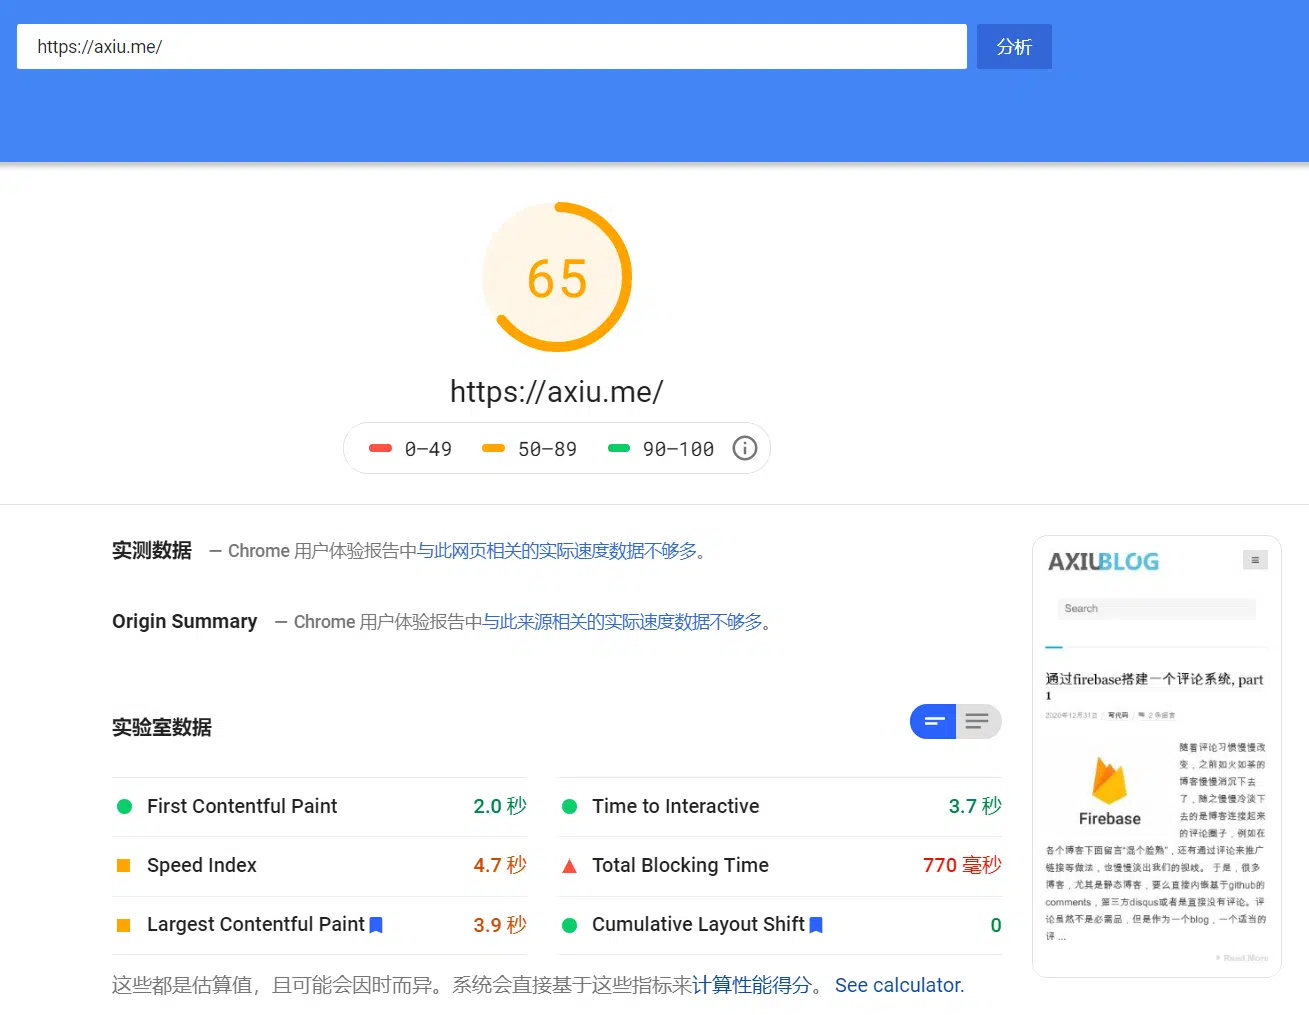 https://axiu.me/
分析
65
https://axiu.me/
0–49
50–89
90–100
实测数据 — Chrome 用户体验报告中与此网页相关的实际速度数据不够多。
Origin Summary — Chrome 用户体验报告中与此来源相关的实际速度数据不够多。
实验室数据
First Contentful Paint 2.0 秒
Time to Interactive 3.7 秒
Speed Index 4.7 秒
Total Blocking Time 770 毫秒
Largest Contentful Paint 3.9 秒
Cumulative Layout Shift 0
这些都是估算值，且可能会因时而异。系统会直接基于这些指标来计算性能得分。 See calculator.
AXIUBLOG
Search
通过firebase搭建一个评论系统, part
1
2020年12月31日 / 写代码 / 2 条留言
Firebase
随着评论习惯慢慢改
变，之前如火如荼的
博客慢慢消沉下去
了，随之慢慢冷淡下
去的是博客连接起来
的评论圈子，例如在
各个博客下面留言“混个脸熟”，还有通过评论来推广
链接等做法，也慢慢淡出我们的视线。 于是，很多
博客，尤其是静态博客，要么直接内嵌基于github的
comments，第三方disqus或者是直接没有评论。评
论虽然不是必需品，但是作为一个blog，一个适当的
评 ...
Read More